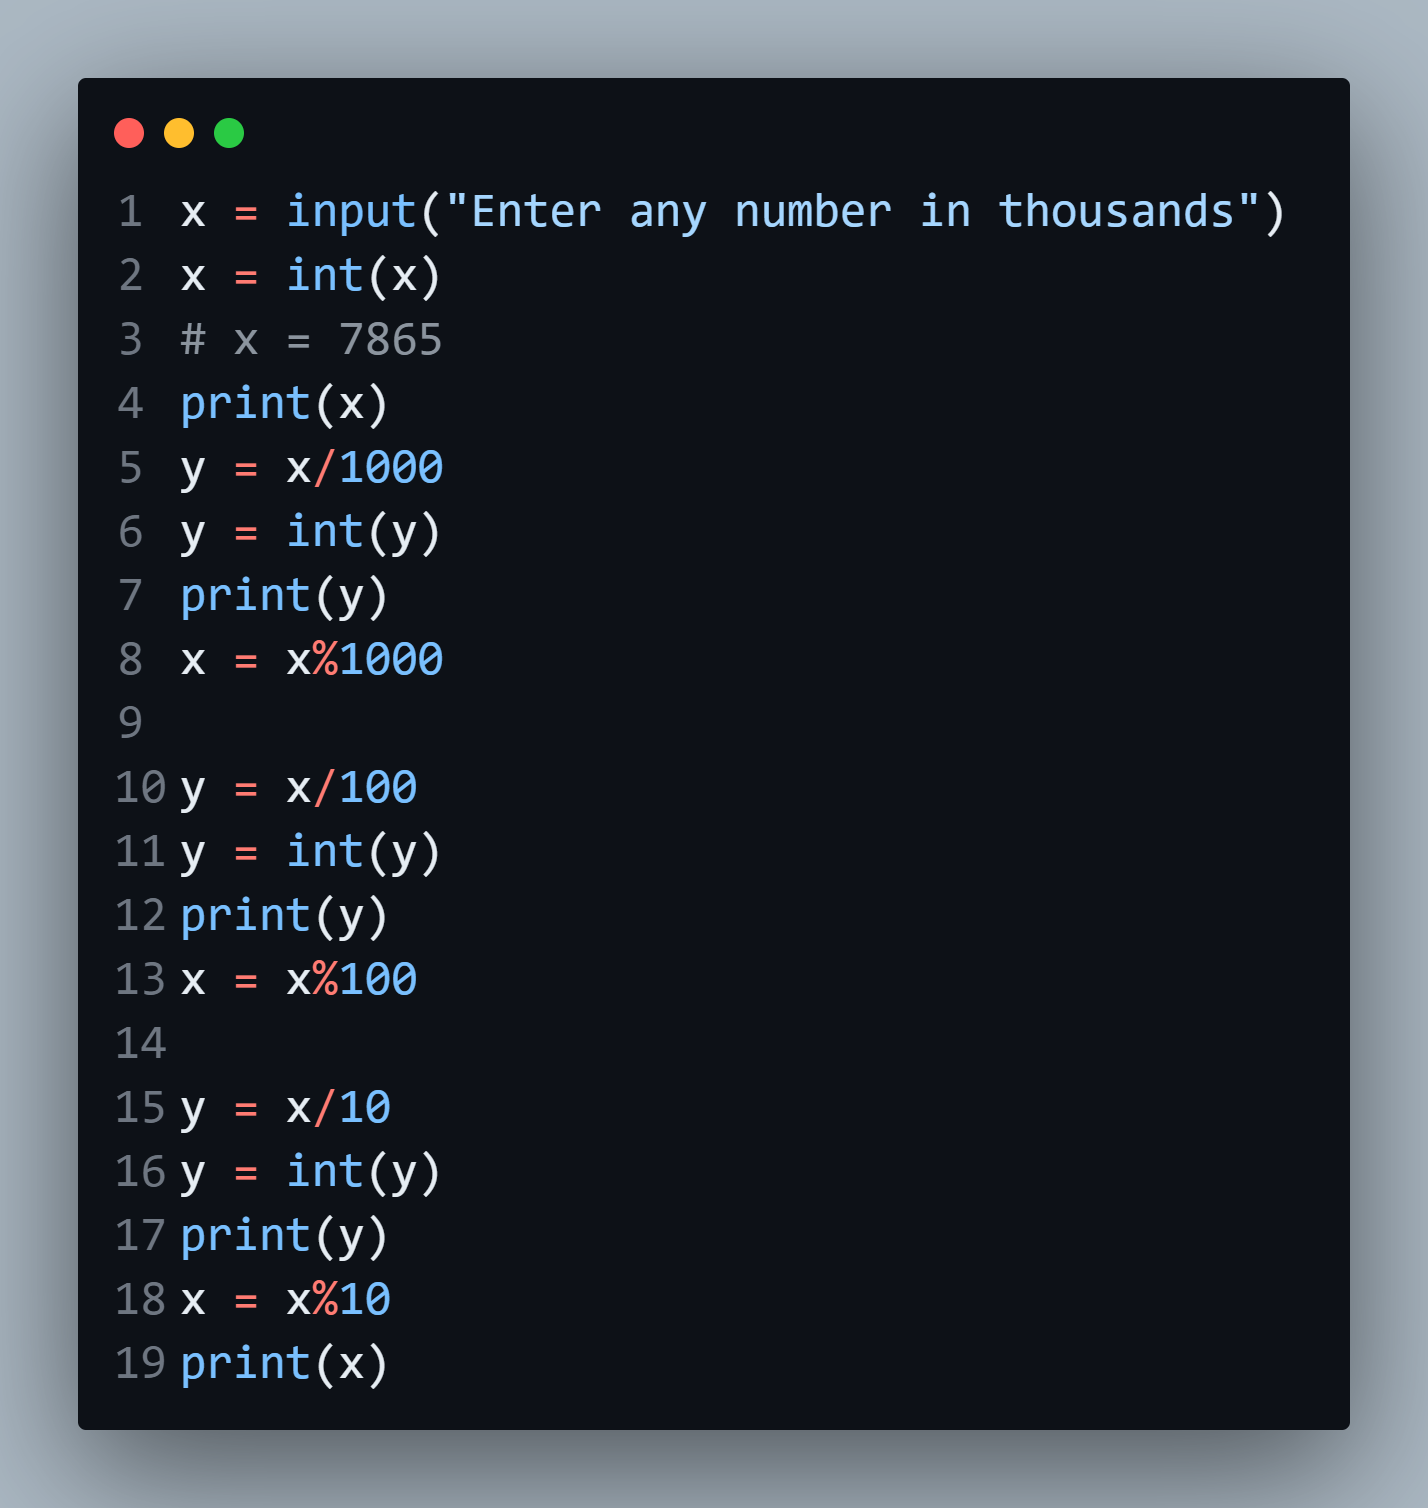 1 x = input("Enter any number in thousands")
2 x = int(x)
3 # x = 7865
4 print(x)
5 y = x/1000
6 y = int(y)
7 print(y)
8 x = x%1000
9
10 y = x/100
11 y = int(y)
12 print(y)
13 x = x%100
14
15 y = x/10
16 y = int(y)
17 print(y)
18 x = x%10
19 print(x)